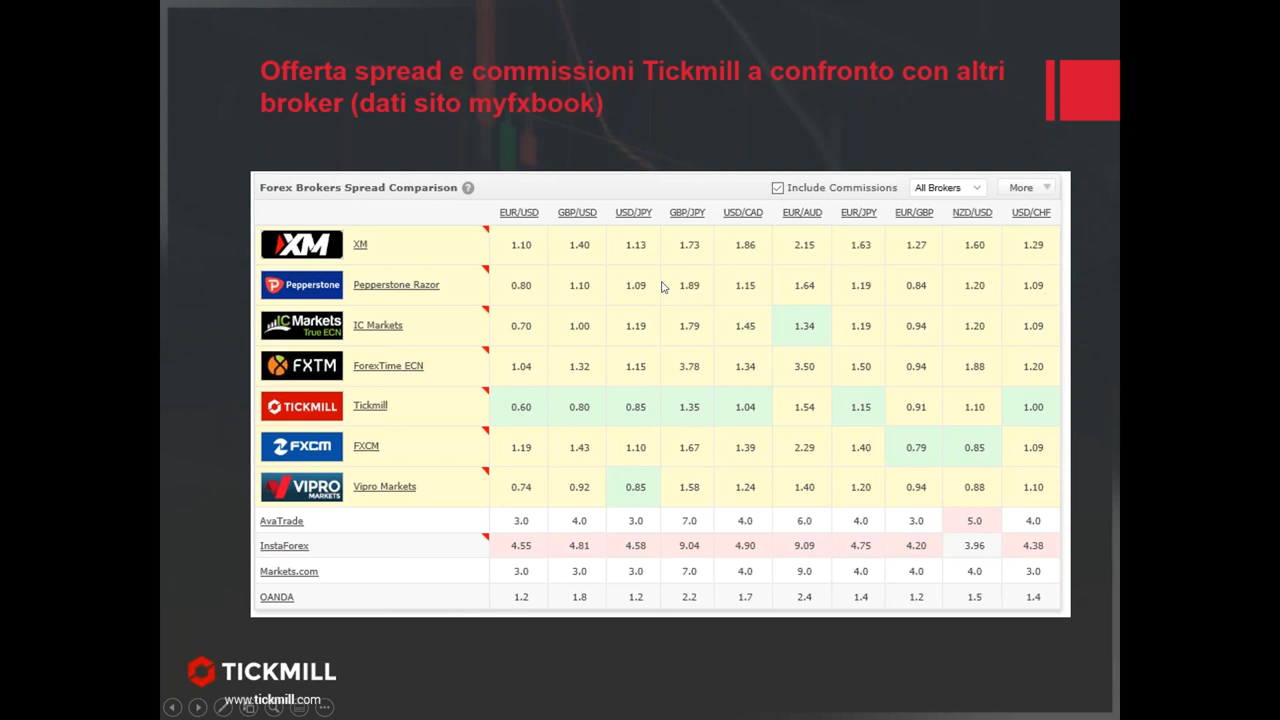 Offerta spread e commissioni Tickmill a confronto con altri
broker (dati sito myfxbook)
Forex Brokers Spread Comparison ? Include Commissions All Brokers More
EUR/USD GBP/USD USD/JPY GBP/JPY USD/CAD EUR/AUD EUR/JPY EUR/GBP NZD/USD USD/CHF
XM XM 1.10 1.40 1.13 1.73 1.86 2.15 1.63 1.27 1.60 1.29
Pepperstone Pepperstone Razor 0.80 1.10 1.09 1.89 1.15 1.64 1.19 0.84 1.20 1.09
IC Markets True ECN IC Markets 0.70 1.00 1.19 1.79 1.45 1.34 1.19 0.94 1.20 1.09
FXTM ForexTime ECN 1.04 1.32 1.15 3.78 1.34 3.50 1.50 0.94 1.88 1.20
TICKMILL Tickmill 0.60 0.80 0.85 1.35 1.04 1.54 1.15 0.91 1.10 1.00
FXCM FXCM 1.19 1.43 1.10 1.67 1.39 2.29 1.40 0.79 0.85 1.09
VIPRO MARKETS Vipro Markets 0.74 0.92 0.85 1.58 1.24 1.40 1.20 0.94 0.88 1.10
AvaTrade 3.0 4.0 3.0 7.0 4.0 6.0 4.0 3.0 5.0 4.0
InstaForex 4.55 4.81 4.58 9.04 4.90 9.09 4.75 4.20 3.96 4.38
Markets.com 3.0 3.0 3.0 7.0 4.0 9.0 4.0 4.0 4.0 3.0
OANDA 1.2 1.8 1.2 2.2 1.7 2.4 1.4 1.2 1.5 1.4
TICKMILL
www.tickmill.com